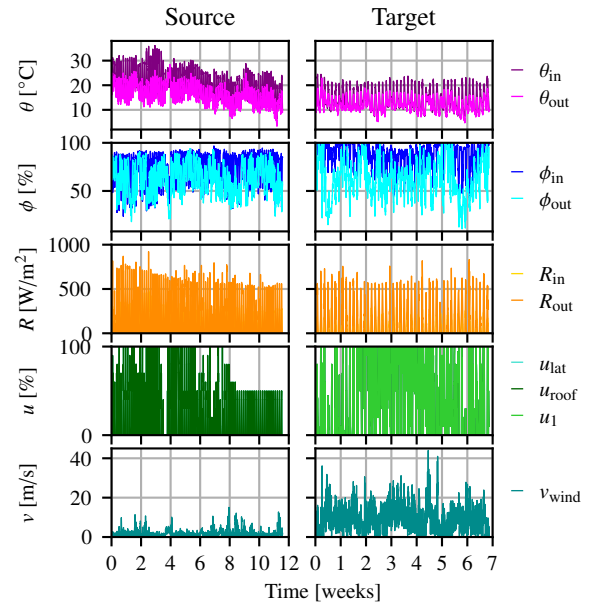 Source Target
θ [°C]
30
20
10
θin
θout
ϕ [%]
100
50
ϕin
ϕout
R [W/m²]
1000
500
0
Rin
Rout
u [%]
100
0
ulat
uroof
u1
v [m/s]
40
20
0
vwind
0 2 4 6 8 10 12 0 1 2 3 4 5 6 7
Time [weeks]